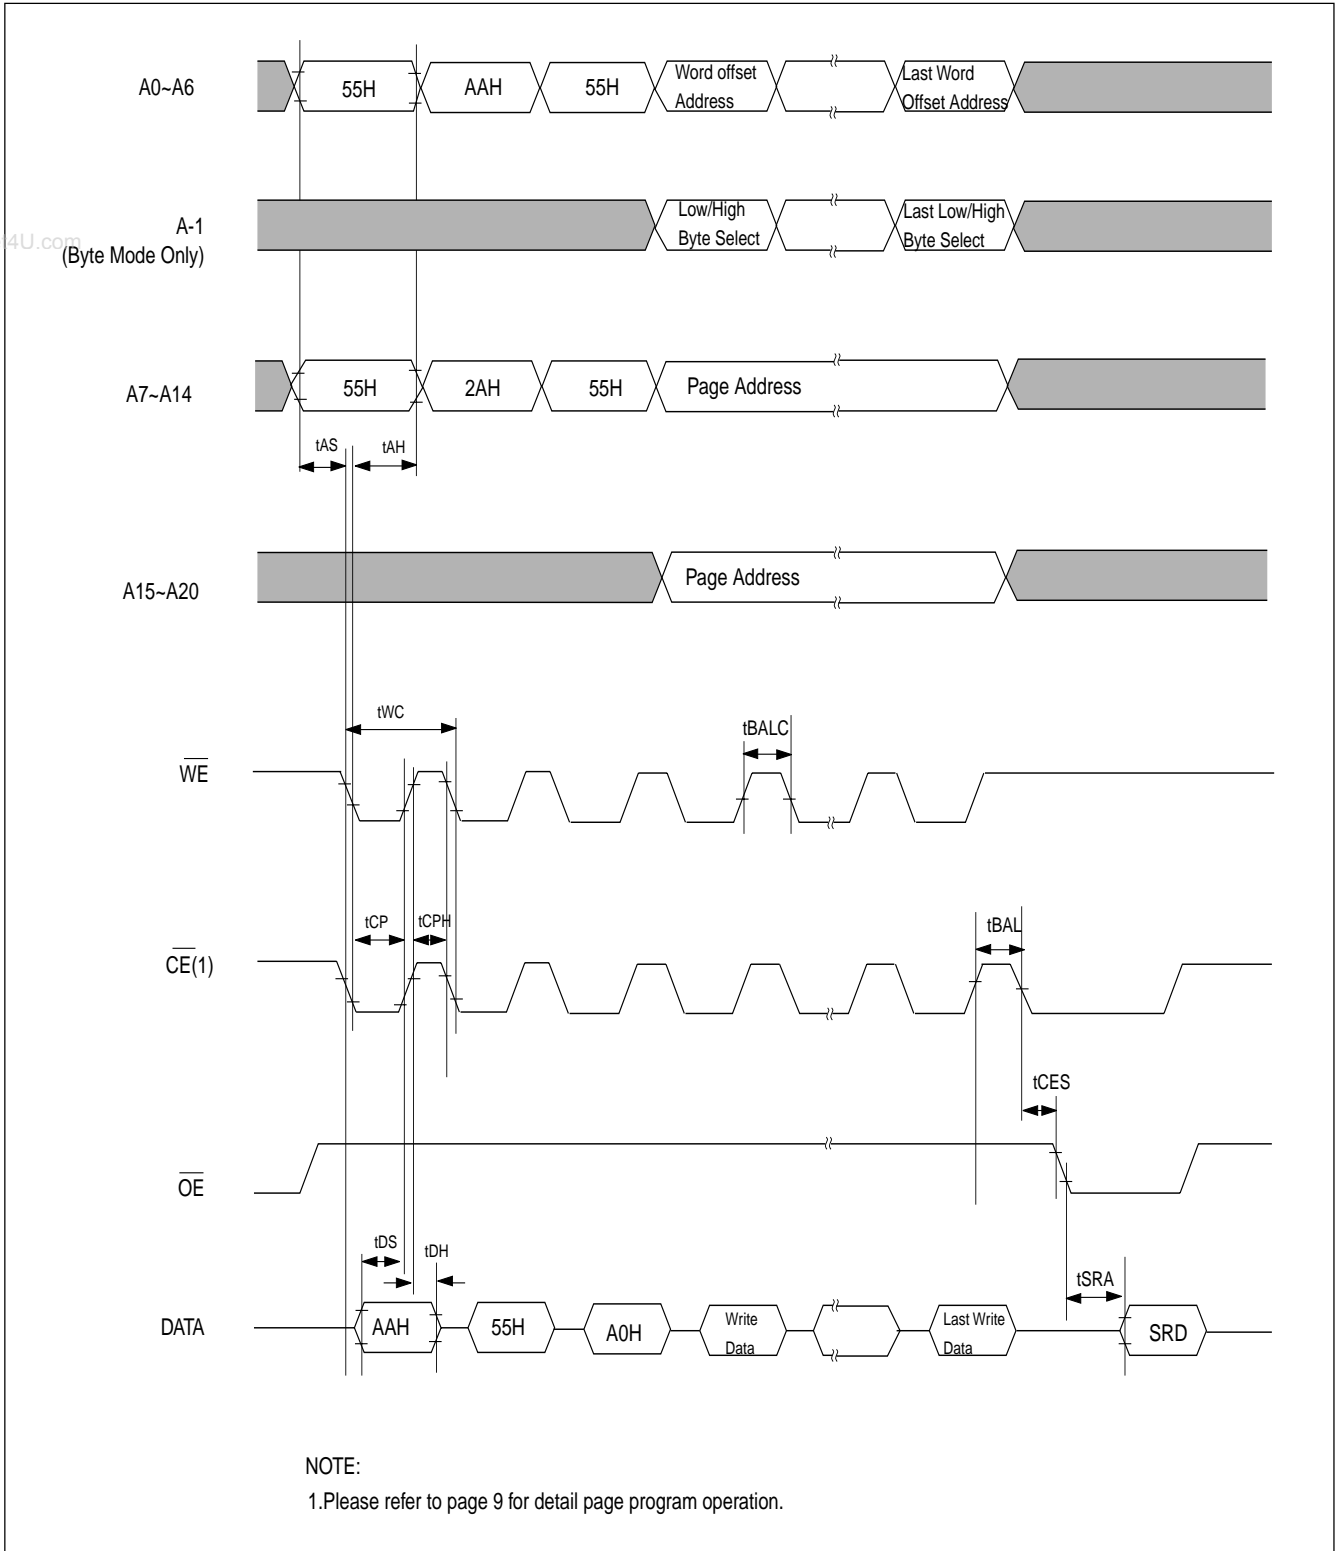 A0~A6
55H
AAH
55H
Word offset
Address
Last Word
Offset Address
A-1
(Byte Mode Only)
Low/High
Byte Select
Last Low/High
Byte Select
4U.com
A7~A14
55H
2AH
55H
Page Address
tAS
tAH
A15~A20
Page Address
tWC
tBALC
WE
tCP
tCPH
tBAL
CE(1)
tCES
OE
tDS
tDH
tSRA
DATA
AAH
55H
A0H
Write
Data
Last Write
Data
SRD
NOTE:
1.Please refer to page 9 for detail page program operation.